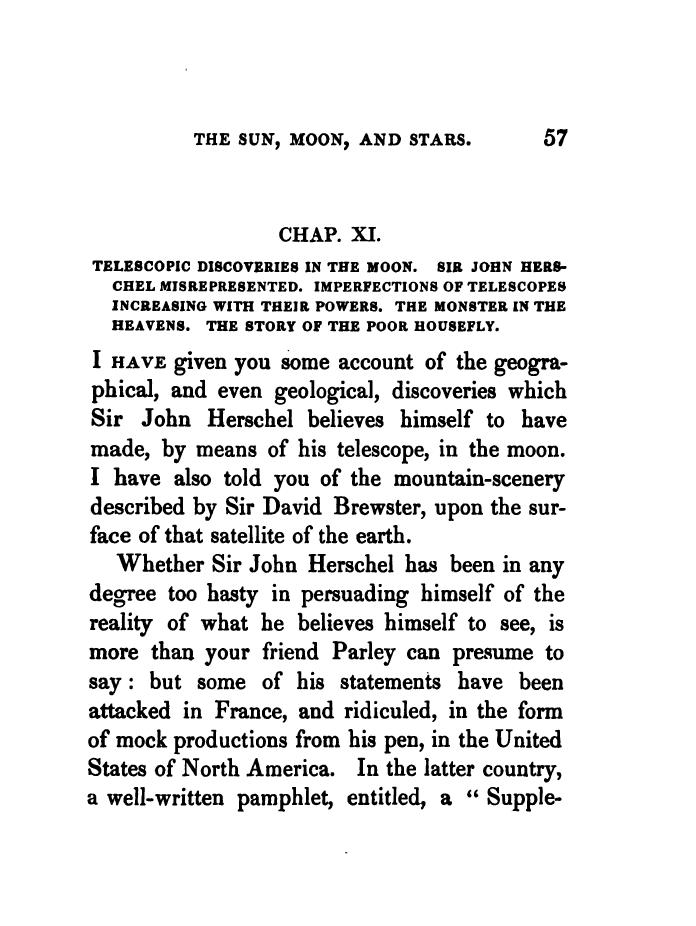 THE SUN, MOON, AND STARS. 57
CHAP. XI.
TELESCOPIC DISCOVERIES IN THE MOON. SIR JOHN HERS-
CHEL MISREPRESENTED. IMPERFECTIONS OF TELESCOPES
INCREASING WITH THEIR POWERS. THE MONSTER IN THE
HEAVENS. THE STORY OF THE POOR HOUSEFLY.
I HAVE given you some account of the geogra-
phical, and even geological, discoveries which
Sir John Herschel believes himself to have
made, by means of his telescope, in the moon.
I have also told you of the mountain-scenery
described by Sir David Brewster, upon the sur-
face of that satellite of the earth.
Whether Sir John Herschel has been in any
degree too hasty in persuading himself of the
reality of what he believes himself to see, is
more than your friend Parley can presume to
say : but some of his statements have been
attacked in France, and ridiculed, in the form
of mock productions from his pen, in the United
States of North America. In the latter country,
a well-written pamphlet, entitled, a “ Supple-